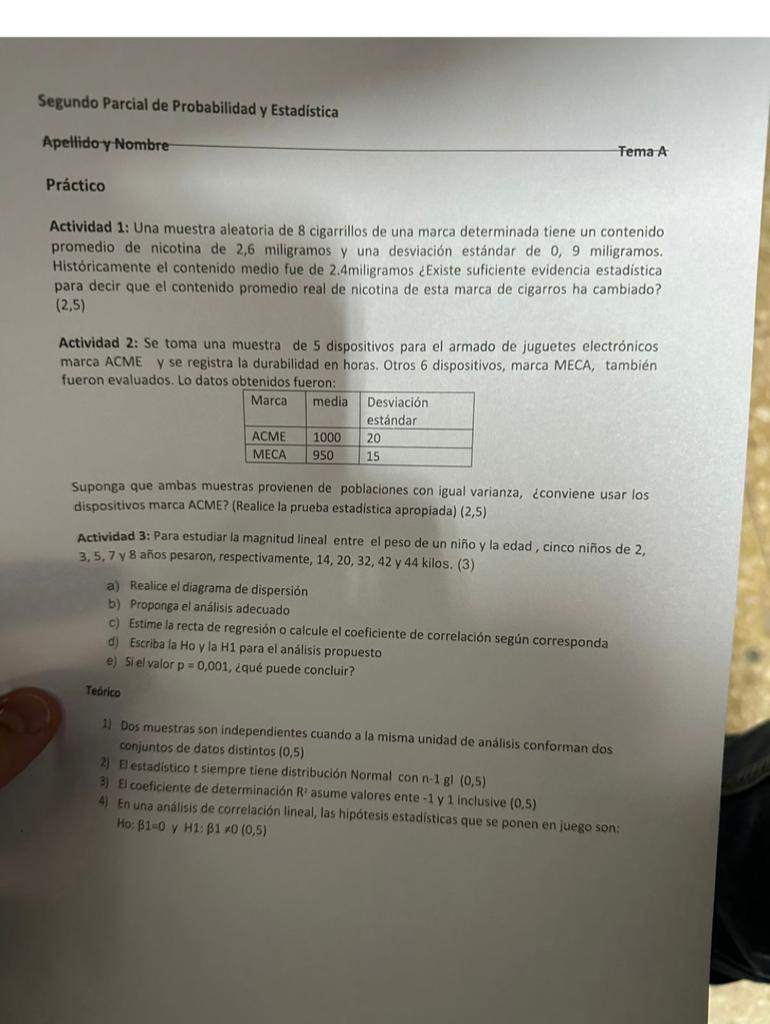 Segundo Parcial de Probabilidad y Estadística
Apellido y Nombre Tema A
Práctico
Actividad 1: Una muestra aleatoria de 8 cigarrillos de una marca determinada tiene un contenido
promedio de nicotina de 2,6 miligramos y una desviación estándar de 0, 9 miligramos.
Históricamente el contenido medio fue de 2.4miligramos ¿Existe suficiente evidencia estadística
para decir que el contenido promedio real de nicotina de esta marca de cigarros ha cambiado?
(2,5)
Actividad 2: Se toma una muestra de 5 dispositivos para el armado de juguetes electrónicos
marca ACME y se registra la durabilidad en horas. Otros 6 dispositivos, marca MECA, también
fueron evaluados. Lo datos obtenidos fueron:
Marca media Desviación
estándar
ACME 1000 20
MECA 950 15
Suponga que ambas muestras provienen de poblaciones con igual varianza, ¿conviene usar los
dispositivos marca ACME? (Realice la prueba estadística apropiada) (2,5)
Actividad 3: Para estudiar la magnitud lineal entre el peso de un niño y la edad , cinco niños de 2,
3, 5, 7 y 8 años pesaron, respectivamente, 14, 20, 32, 42 y 44 kilos. (3)
a) Realice el diagrama de dispersión
b) Proponga el análisis adecuado
c) Estime la recta de regresión o calcule el coeficiente de correlación según corresponda
d) Escriba la Ho y la H1 para el análisis propuesto
e) Si el valor p = 0,001, ¿qué puede concluir?
Teórico
1) Dos muestras son independientes cuando a la misma unidad de análisis conforman dos
conjuntos de datos distintos (0,5)
2) El estadístico t siempre tiene distribución Normal con n-1 gl (0,5)
3) El coeficiente de determinación R² asume valores ente -1 y 1 inclusive (0,5)
4) En una análisis de correlación lineal, las hipótesis estadísticas que se ponen en juego son:
Ho: β1=0 y H1: β1 ≠0 (0,5)